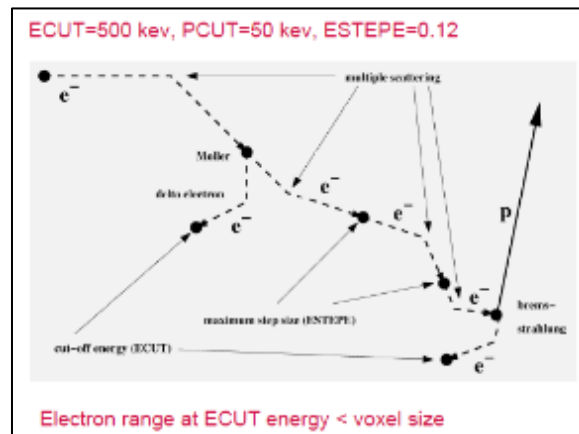 ECUT=500 kev, PCUT=50 kev, ESTEPE=0.12
multiple scattering
e−
Moller
delta electron
e−
e−
e−
p
e−
maximum step size (ESTEPE)
brems-
strahlung
cut-off energy (ECUT)
e−
Electron range at ECUT energy < voxel size